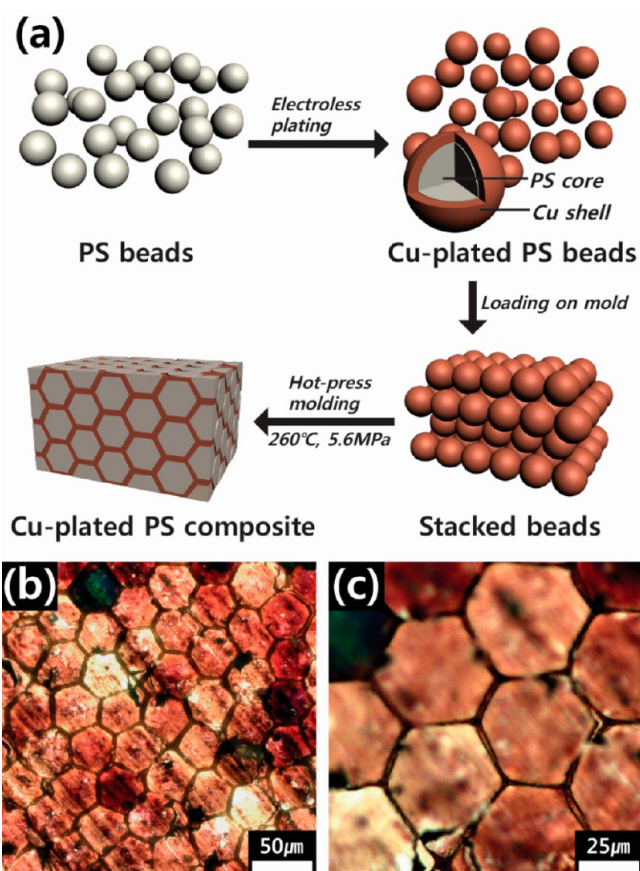 (a)
Electroless
plating
PS core
Cu shell
PS beads
Cu-plated PS beads
Loading on mold
Hot-press
molding
260℃, 5.6MPa
Cu-plated PS composite
Stacked beads
(b)
(c)
50㎛
25㎛